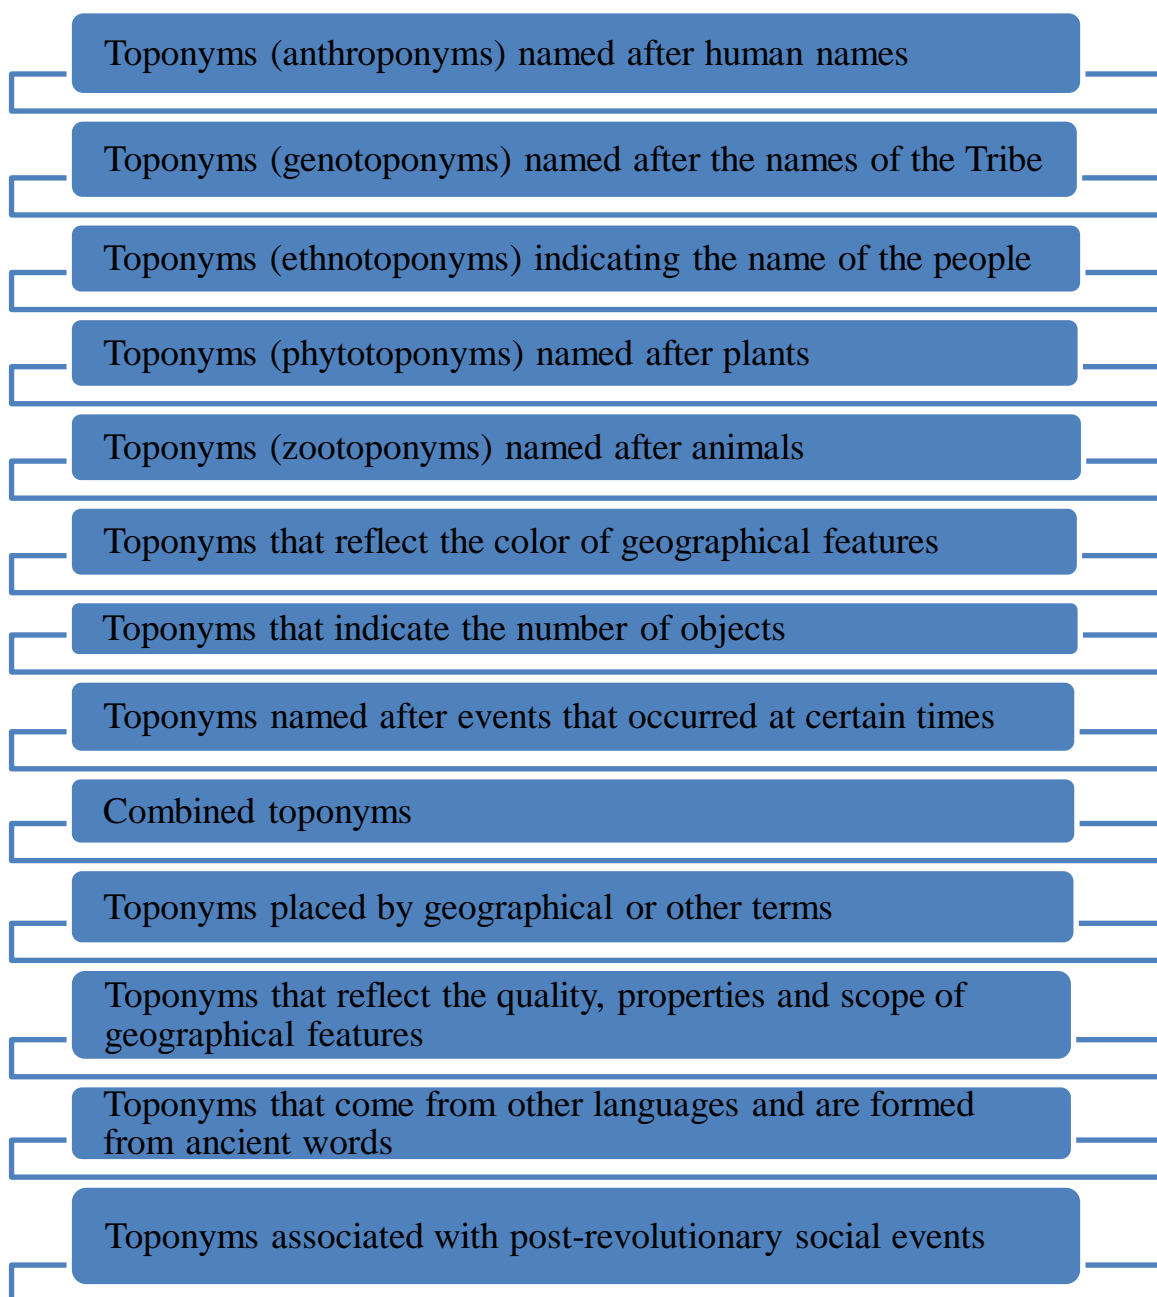 Toponyms (anthroponyms) named after human names
Toponyms (genotoponyms) named after the names of the Tribe
Toponyms (ethnotoponyms) indicating the name of the people
Toponyms (phytotoponyms) named after plants
Toponyms (zootoponyms) named after animals
Toponyms that reflect the color of geographical features
Toponyms that indicate the number of objects
Toponyms named after events that occurred at certain times
Combined toponyms
Toponyms placed by geographical or other terms
Toponyms that reflect the quality, properties and scope of
geographical features
Toponyms that come from other languages and are formed
from ancient words
Toponyms associated with post-revolutionary social events